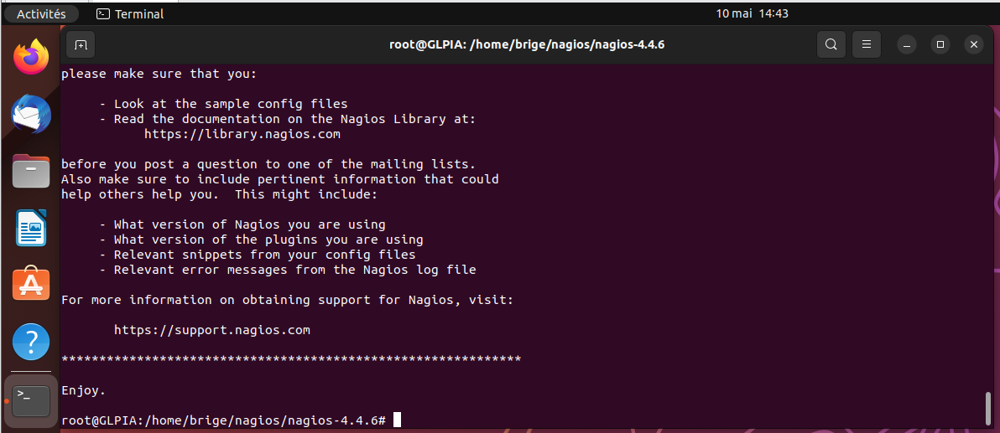 Activités Terminal 10 mai 14:43
root@GLPIA: /home/brige/nagios/nagios-4.4.6
please make sure that you:
- Look at the sample config files
- Read the documentation on the Nagios Library at:
https://library.nagios.com
before you post a question to one of the mailing lists.
Also make sure to include pertinent information that could
help others help you.  This might include:
- What version of Nagios you are using
- What version of the plugins you are using
- Relevant snippets from your config files
- Relevant error messages from the Nagios log file
For more information on obtaining support for Nagios, visit:
https://support.nagios.com
*************************************************************
Enjoy.
root@GLPIA:/home/brige/nagios/nagios-4.4.6#